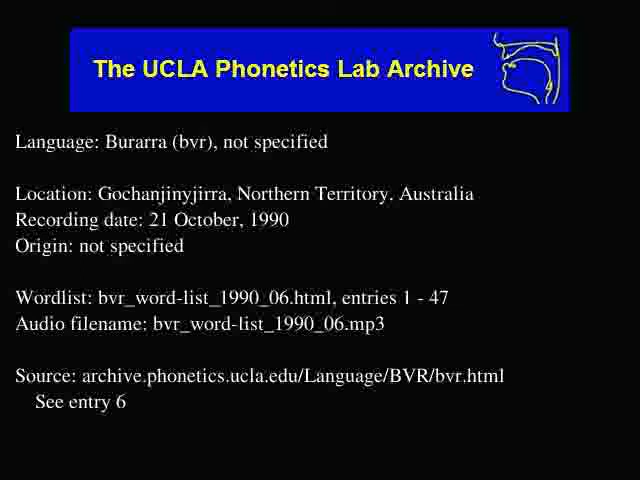 The UCLA Phonetics Lab Archive
Language: Burarra (bvr), not specified
Location: Gochanjinyjirra, Northern Territory. Australia
Recording date: 21 October, 1990
Origin: not specified
Wordlist: bvr_word-list_1990_06.html, entries 1 - 47
Audio filename: bvr_word-list_1990_06.mp3
Source: archive.phonetics.ucla.edu/Language/BVR/bvr.html
See entry 6